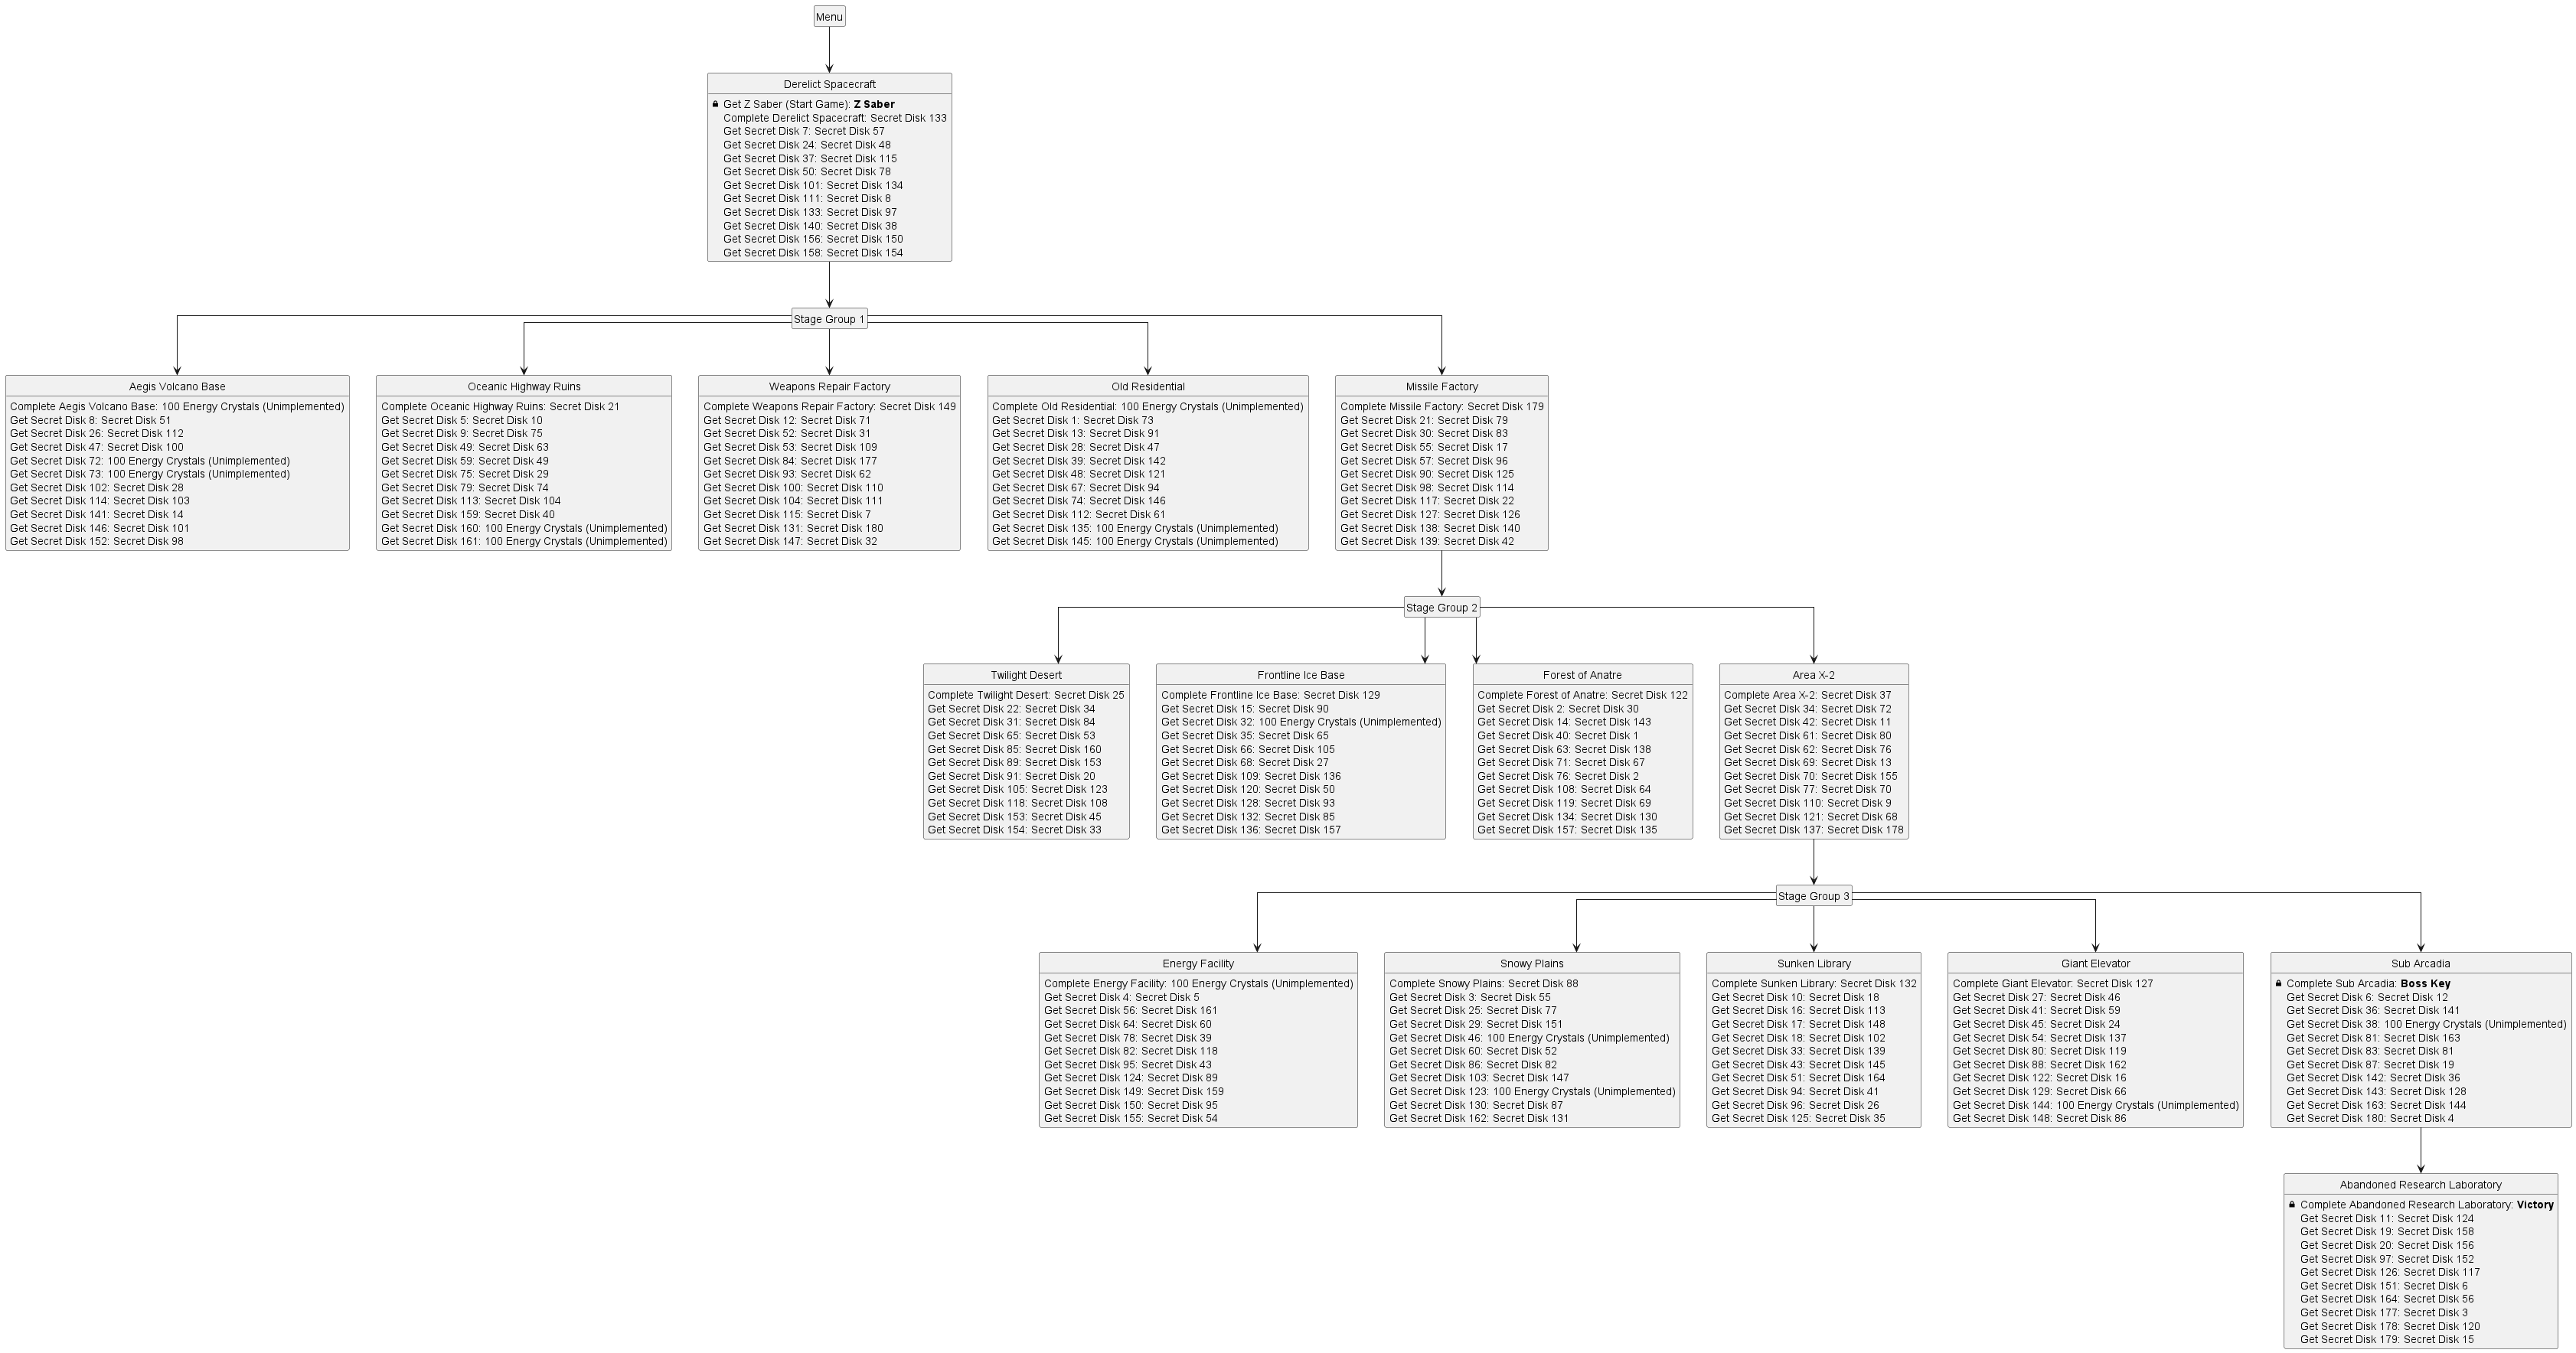 Menu
Derelict Spacecraft
Get Z Saber (Start Game): Z Saber
Complete Derelict Spacecraft: Secret Disk 133
Get Secret Disk 7: Secret Disk 57
Get Secret Disk 24: Secret Disk 48
Get Secret Disk 37: Secret Disk 115
Get Secret Disk 50: Secret Disk 78
Get Secret Disk 101: Secret Disk 134
Get Secret Disk 111: Secret Disk 8
Get Secret Disk 133: Secret Disk 97
Get Secret Disk 140: Secret Disk 38
Get Secret Disk 156: Secret Disk 150
Get Secret Disk 158: Secret Disk 154
Stage Group 1
Aegis Volcano Base
Complete Aegis Volcano Base: 100 Energy Crystals (Unimplemented)
Get Secret Disk 8: Secret Disk 51
Get Secret Disk 26: Secret Disk 112
Get Secret Disk 47: Secret Disk 100
Get Secret Disk 72: 100 Energy Crystals (Unimplemented)
Get Secret Disk 73: 100 Energy Crystals (Unimplemented)
Get Secret Disk 102: Secret Disk 28
Get Secret Disk 114: Secret Disk 103
Get Secret Disk 141: Secret Disk 14
Get Secret Disk 146: Secret Disk 101
Get Secret Disk 152: Secret Disk 98
Oceanic Highway Ruins
Complete Oceanic Highway Ruins: Secret Disk 21
Get Secret Disk 5: Secret Disk 10
Get Secret Disk 9: Secret Disk 75
Get Secret Disk 49: Secret Disk 63
Get Secret Disk 59: Secret Disk 49
Get Secret Disk 75: Secret Disk 29
Get Secret Disk 79: Secret Disk 74
Get Secret Disk 113: Secret Disk 104
Get Secret Disk 159: Secret Disk 40
Get Secret Disk 160: 100 Energy Crystals (Unimplemented)
Get Secret Disk 161: 100 Energy Crystals (Unimplemented)
Weapons Repair Factory
Complete Weapons Repair Factory: Secret Disk 149
Get Secret Disk 12: Secret Disk 71
Get Secret Disk 52: Secret Disk 31
Get Secret Disk 53: Secret Disk 109
Get Secret Disk 84: Secret Disk 177
Get Secret Disk 93: Secret Disk 62
Get Secret Disk 100: Secret Disk 110
Get Secret Disk 104: Secret Disk 111
Get Secret Disk 115: Secret Disk 7
Get Secret Disk 131: Secret Disk 180
Get Secret Disk 147: Secret Disk 32
Old Residential
Complete Old Residential: 100 Energy Crystals (Unimplemented)
Get Secret Disk 1: Secret Disk 73
Get Secret Disk 13: Secret Disk 91
Get Secret Disk 28: Secret Disk 47
Get Secret Disk 39: Secret Disk 142
Get Secret Disk 48: Secret Disk 121
Get Secret Disk 67: Secret Disk 94
Get Secret Disk 74: Secret Disk 146
Get Secret Disk 112: Secret Disk 61
Get Secret Disk 135: 100 Energy Crystals (Unimplemented)
Get Secret Disk 145: 100 Energy Crystals (Unimplemented)
Missile Factory
Complete Missile Factory: Secret Disk 179
Get Secret Disk 21: Secret Disk 79
Get Secret Disk 30: Secret Disk 83
Get Secret Disk 55: Secret Disk 17
Get Secret Disk 57: Secret Disk 96
Get Secret Disk 90: Secret Disk 125
Get Secret Disk 98: Secret Disk 114
Get Secret Disk 117: Secret Disk 22
Get Secret Disk 127: Secret Disk 126
Get Secret Disk 138: Secret Disk 140
Get Secret Disk 139: Secret Disk 42
Stage Group 2
Twilight Desert
Complete Twilight Desert: Secret Disk 25
Get Secret Disk 22: Secret Disk 34
Get Secret Disk 31: Secret Disk 84
Get Secret Disk 65: Secret Disk 53
Get Secret Disk 85: Secret Disk 160
Get Secret Disk 89: Secret Disk 153
Get Secret Disk 91: Secret Disk 20
Get Secret Disk 105: Secret Disk 123
Get Secret Disk 118: Secret Disk 108
Get Secret Disk 153: Secret Disk 45
Get Secret Disk 154: Secret Disk 33
Frontline Ice Base
Complete Frontline Ice Base: Secret Disk 129
Get Secret Disk 15: Secret Disk 90
Get Secret Disk 32: 100 Energy Crystals (Unimplemented)
Get Secret Disk 35: Secret Disk 65
Get Secret Disk 66: Secret Disk 105
Get Secret Disk 68: Secret Disk 27
Get Secret Disk 109: Secret Disk 136
Get Secret Disk 120: Secret Disk 50
Get Secret Disk 128: Secret Disk 93
Get Secret Disk 132: Secret Disk 85
Get Secret Disk 136: Secret Disk 157
Forest of Anatre
Complete Forest of Anatre: Secret Disk 122
Get Secret Disk 2: Secret Disk 30
Get Secret Disk 14: Secret Disk 143
Get Secret Disk 40: Secret Disk 1
Get Secret Disk 63: Secret Disk 138
Get Secret Disk 71: Secret Disk 67
Get Secret Disk 76: Secret Disk 2
Get Secret Disk 108: Secret Disk 64
Get Secret Disk 119: Secret Disk 69
Get Secret Disk 134: Secret Disk 130
Get Secret Disk 157: Secret Disk 135
Area X-2
Complete Area X-2: Secret Disk 37
Get Secret Disk 34: Secret Disk 72
Get Secret Disk 42: Secret Disk 11
Get Secret Disk 61: Secret Disk 80
Get Secret Disk 62: Secret Disk 76
Get Secret Disk 69: Secret Disk 13
Get Secret Disk 70: Secret Disk 155
Get Secret Disk 77: Secret Disk 70
Get Secret Disk 110: Secret Disk 9
Get Secret Disk 121: Secret Disk 68
Get Secret Disk 137: Secret Disk 178
Stage Group 3
Energy Facility
Complete Energy Facility: 100 Energy Crystals (Unimplemented)
Get Secret Disk 4: Secret Disk 5
Get Secret Disk 56: Secret Disk 161
Get Secret Disk 64: Secret Disk 60
Get Secret Disk 78: Secret Disk 39
Get Secret Disk 82: Secret Disk 118
Get Secret Disk 95: Secret Disk 43
Get Secret Disk 124: Secret Disk 89
Get Secret Disk 149: Secret Disk 159
Get Secret Disk 150: Secret Disk 95
Get Secret Disk 155: Secret Disk 54
Snowy Plains
Complete Snowy Plains: Secret Disk 88
Get Secret Disk 3: Secret Disk 55
Get Secret Disk 25: Secret Disk 77
Get Secret Disk 29: Secret Disk 151
Get Secret Disk 46: 100 Energy Crystals (Unimplemented)
Get Secret Disk 60: Secret Disk 52
Get Secret Disk 86: Secret Disk 82
Get Secret Disk 103: Secret Disk 147
Get Secret Disk 123: 100 Energy Crystals (Unimplemented)
Get Secret Disk 130: Secret Disk 87
Get Secret Disk 162: Secret Disk 131
Sunken Library
Complete Sunken Library: Secret Disk 132
Get Secret Disk 10: Secret Disk 18
Get Secret Disk 16: Secret Disk 113
Get Secret Disk 17: Secret Disk 148
Get Secret Disk 18: Secret Disk 102
Get Secret Disk 33: Secret Disk 139
Get Secret Disk 43: Secret Disk 145
Get Secret Disk 51: Secret Disk 164
Get Secret Disk 94: Secret Disk 41
Get Secret Disk 96: Secret Disk 26
Get Secret Disk 125: Secret Disk 35
Giant Elevator
Complete Giant Elevator: Secret Disk 127
Get Secret Disk 27: Secret Disk 46
Get Secret Disk 41: Secret Disk 59
Get Secret Disk 45: Secret Disk 24
Get Secret Disk 54: Secret Disk 137
Get Secret Disk 80: Secret Disk 119
Get Secret Disk 88: Secret Disk 162
Get Secret Disk 122: Secret Disk 16
Get Secret Disk 129: Secret Disk 66
Get Secret Disk 144: 100 Energy Crystals (Unimplemented)
Get Secret Disk 148: Secret Disk 86
Sub Arcadia
Complete Sub Arcadia: Boss Key
Get Secret Disk 6: Secret Disk 12
Get Secret Disk 36: Secret Disk 141
Get Secret Disk 38: 100 Energy Crystals (Unimplemented)
Get Secret Disk 81: Secret Disk 163
Get Secret Disk 83: Secret Disk 81
Get Secret Disk 87: Secret Disk 19
Get Secret Disk 142: Secret Disk 36
Get Secret Disk 143: Secret Disk 128
Get Secret Disk 163: Secret Disk 144
Get Secret Disk 180: Secret Disk 4
Abandoned Research Laboratory
Complete Abandoned Research Laboratory: Victory
Get Secret Disk 11: Secret Disk 124
Get Secret Disk 19: Secret Disk 158
Get Secret Disk 20: Secret Disk 156
Get Secret Disk 97: Secret Disk 152
Get Secret Disk 126: Secret Disk 117
Get Secret Disk 151: Secret Disk 6
Get Secret Disk 164: Secret Disk 56
Get Secret Disk 177: Secret Disk 3
Get Secret Disk 178: Secret Disk 120
Get Secret Disk 179: Secret Disk 15